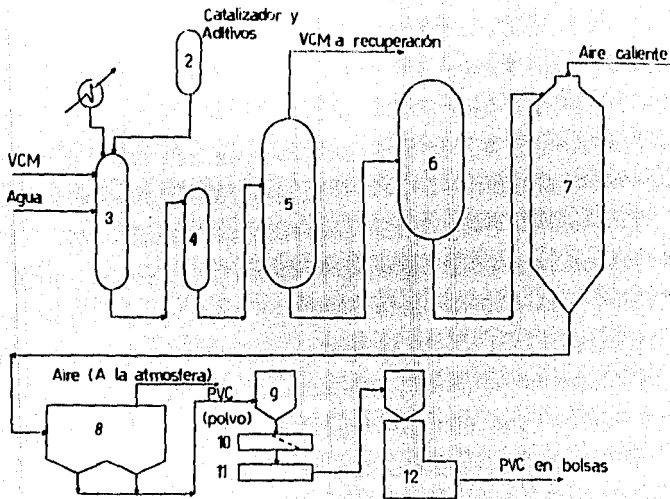 Catalizador y
Aditivos
VCM a recuperación
Aire caliente
2
VCM
Agua
3
4
5
6
7
Aire (A la atmosfera)
PVC
(polvo)
8
9
10
11
12
PVC en bolsas